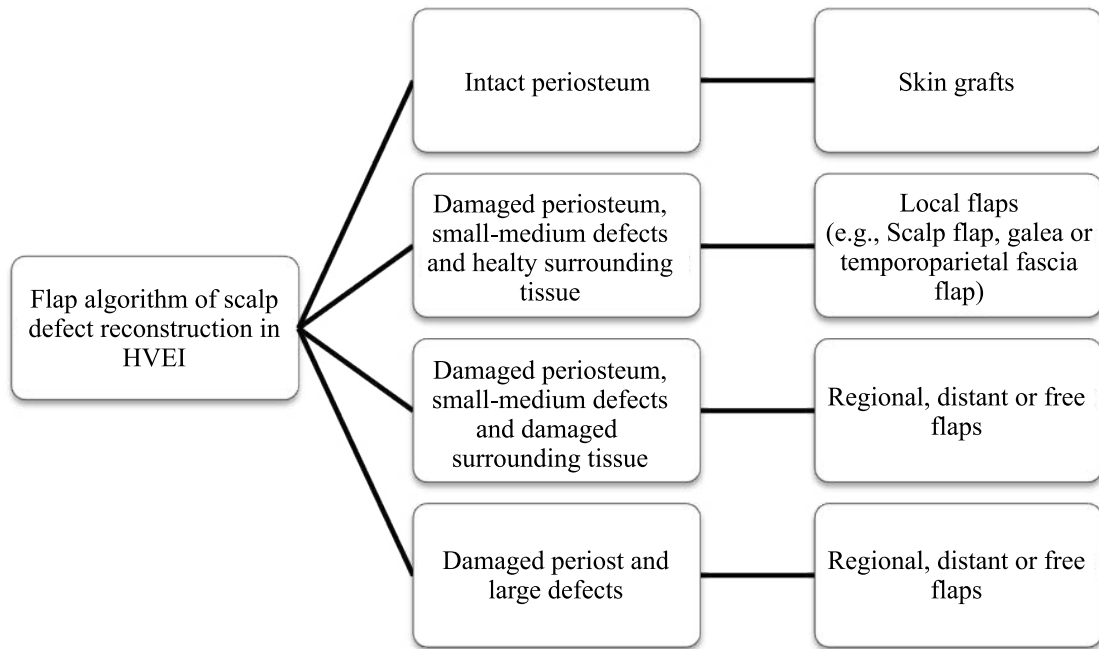 Flap algorithm of scalp
defect reconstruction in
HVEI
Intact periosteum
Skin grafts
Damaged periosteum,
small-medium defects
and healty surrounding
tissue
Local flaps
(e.g., Scalp flap, galea or
temporoparietal fascia
flap)
Damaged periosteum,
small-medium defects
and damaged
surrounding tissue
Regional, distant or free
flaps
Damaged periost and
large defects
Regional, distant or free
flaps